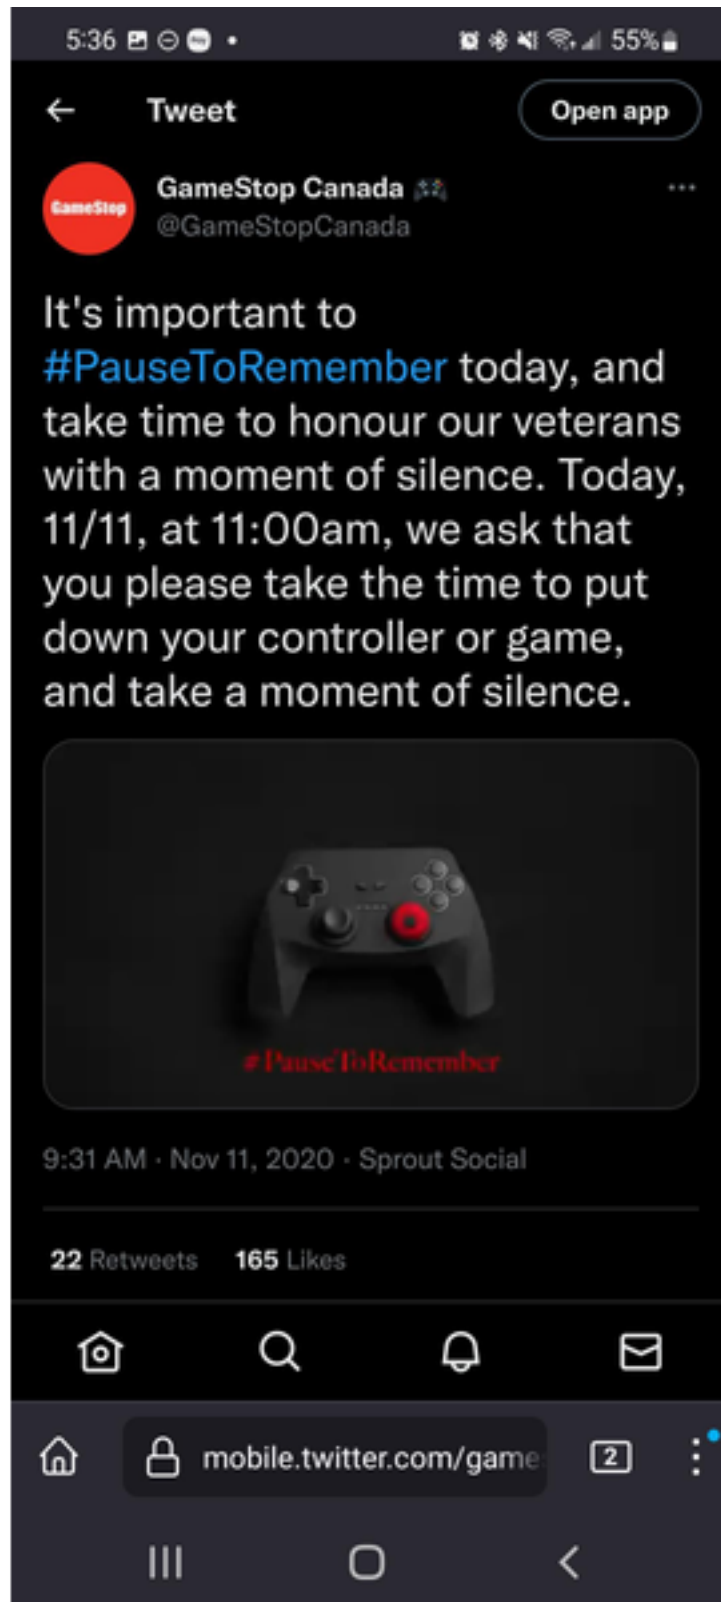 5:36 55%
Tweet Open app
GameStop
GameStop Canada
@GameStopCanada
It's important to
#PauseToRemember today, and
take time to honour our veterans
with a moment of silence. Today,
11/11, at 11:00am, we ask that
you please take the time to put
down your controller or game,
and take a moment of silence.
#PauseToRemember
9:31 AM · Nov 11, 2020 · Sprout Social
22 Retweets 165 Likes
mobile.twitter.com/game 2